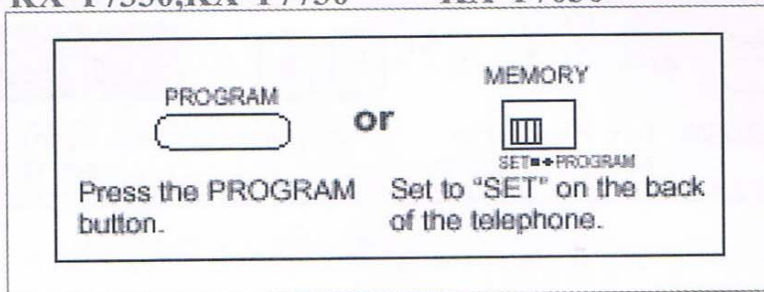 PROGRAM
or
MEMORY
SET PROGRAM
Press the PROGRAM
button.
Set to "SET" on the back
of the telephone.